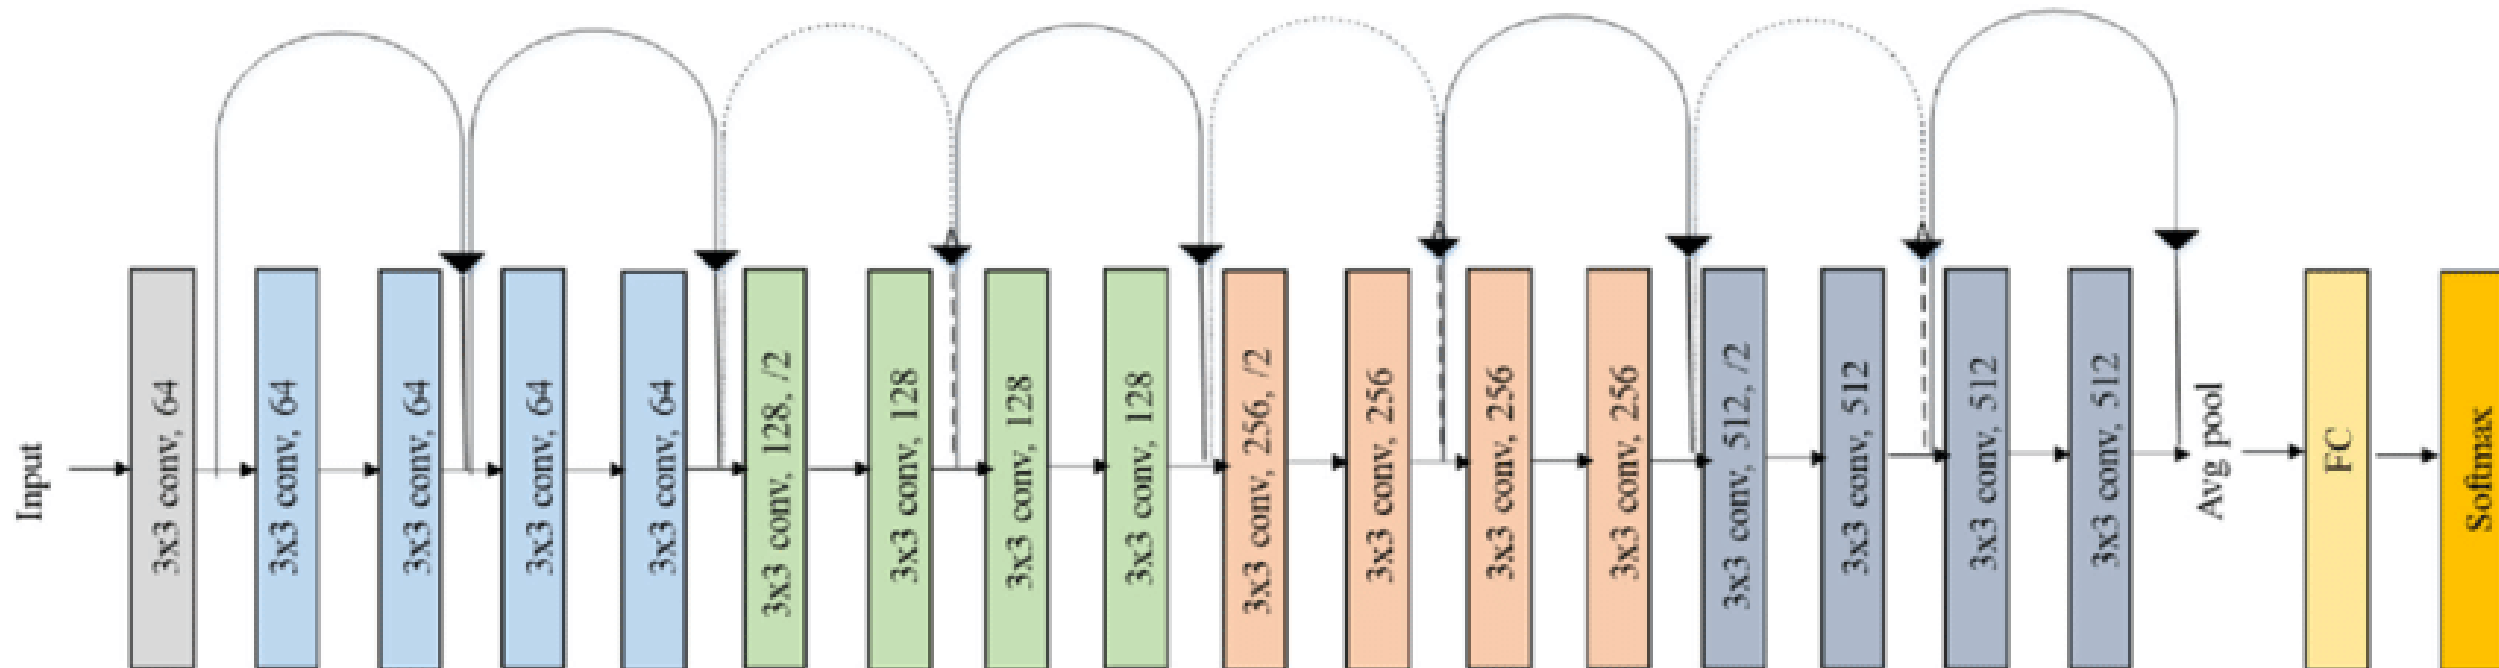 Input
3x3 conv, 64
3x3 conv, 64
3x3 conv, 64
3x3 conv, 64
3x3 conv, 64
3x3 conv, 128, /2
3x3 conv, 128
3x3 conv, 128
3x3 conv, 128
3x3 conv, 256, /2
3x3 conv, 256
3x3 conv, 256
3x3 conv, 256
3x3 conv, 512, /2
3x3 conv, 512
3x3 conv, 512
3x3 conv, 512
Avg pool
FC
Softmax